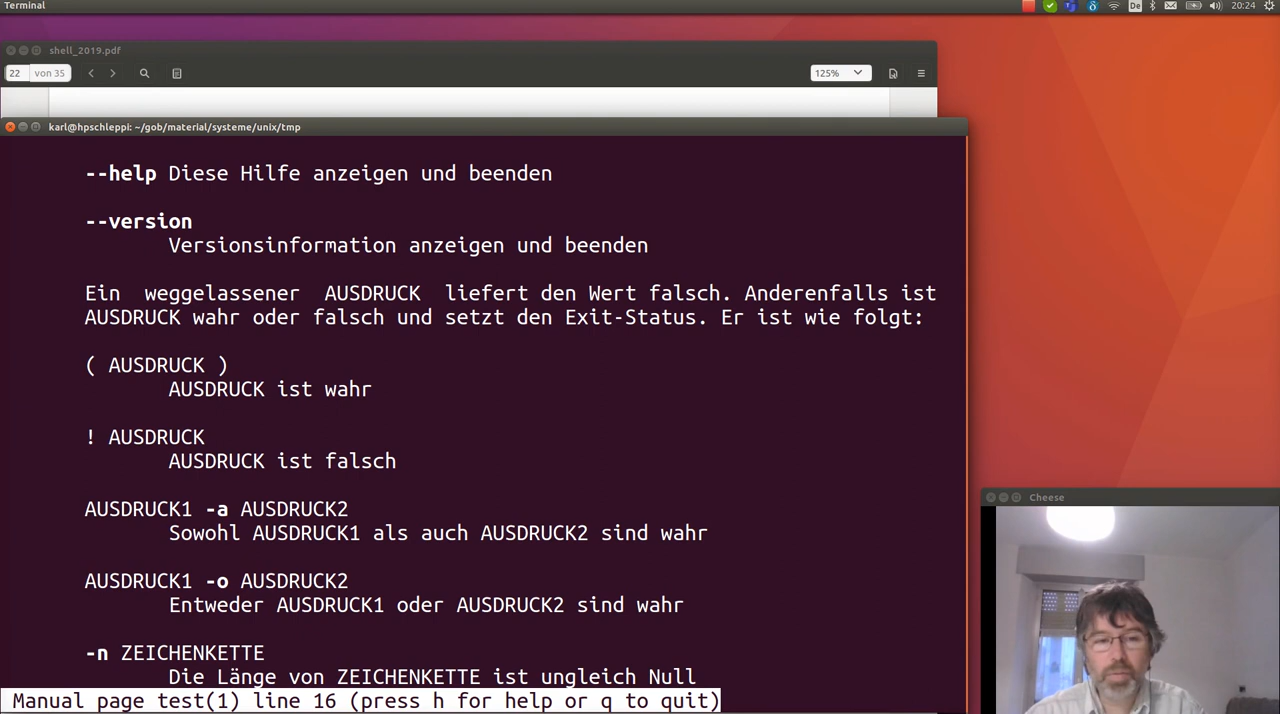 Terminal
De
20:24
shell_2019.pdf
22 von 35
125%
karl@hpschleppi: ~/gob/material/systeme/unix/tmp
--help Diese Hilfe anzeigen und beenden
--version
Versionsinformation anzeigen und beenden
Ein weggelassener AUSDRUCK liefert den Wert falsch. Anderenfalls ist
AUSDRUCK wahr oder falsch und setzt den Exit-Status. Er ist wie folgt:
( AUSDRUCK )
AUSDRUCK ist wahr
! AUSDRUCK
AUSDRUCK ist falsch
AUSDRUCK1 -a AUSDRUCK2
Sowohl AUSDRUCK1 als auch AUSDRUCK2 sind wahr
AUSDRUCK1 -o AUSDRUCK2
Entweder AUSDRUCK1 oder AUSDRUCK2 sind wahr
-n ZEICHENKETTE
Die Länge von ZEICHENKETTE ist ungleich Null
Manual page test(1) line 16 (press h for help or q to quit)
Cheese